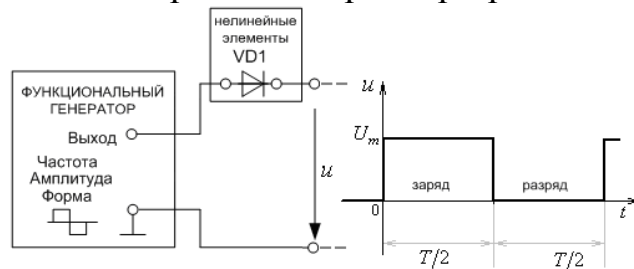 нелинейные
элементы
VD1
ФУНКЦИОНАЛЬНЫЙ
ГЕНЕРАТОР
Выход
Частота
Амплитуда
Форма
u
u
U_m
заряд
разряд
0
t
T/2
T/2